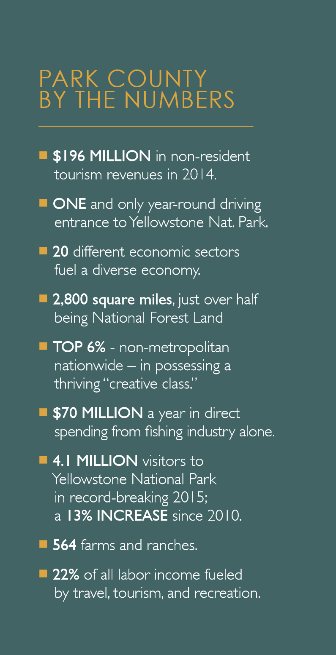 PARK COUNTY
BY THE NUMBERS
$196 MILLION in non-resident
tourism revenues in 2014.
ONE and only year-round driving
entrance to Yellowstone Nat. Park.
20 different economic sectors
fuel a diverse economy.
2,800 square miles, just over half
being National Forest Land
TOP 6% - non-metropolitan
nationwide – in possessing a
thriving “creative class.”
$70 MILLION a year in direct
spending from fishing industry alone.
4.1 MILLION visitors to
Yellowstone National Park
in record-breaking 2015;
a 13% INCREASE since 2010.
564 farms and ranches.
22% of all labor income fueled
by travel, tourism, and recreation.